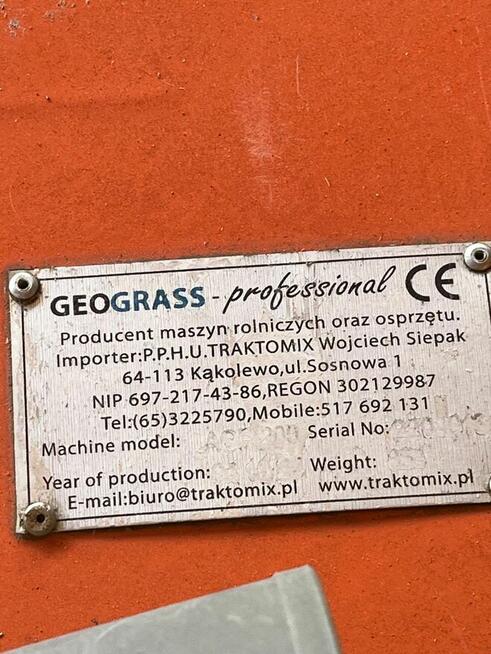 GEOGRASS - professional CE
Producent maszyn rolniczych oraz osprzętu.
Importer:P.P.H.U.TRAKTOMIX Wojciech Siepak
64-113 Kąkolewo,ul.Sosnowa 1
NIP 697-217-43-86,REGON 302129987
Tel:(65)3225790,Mobile:517 692 131
Machine model: Serial No:
Year of production: Weight:
E-mail:biuro@traktomix.pl www.traktomix.pl